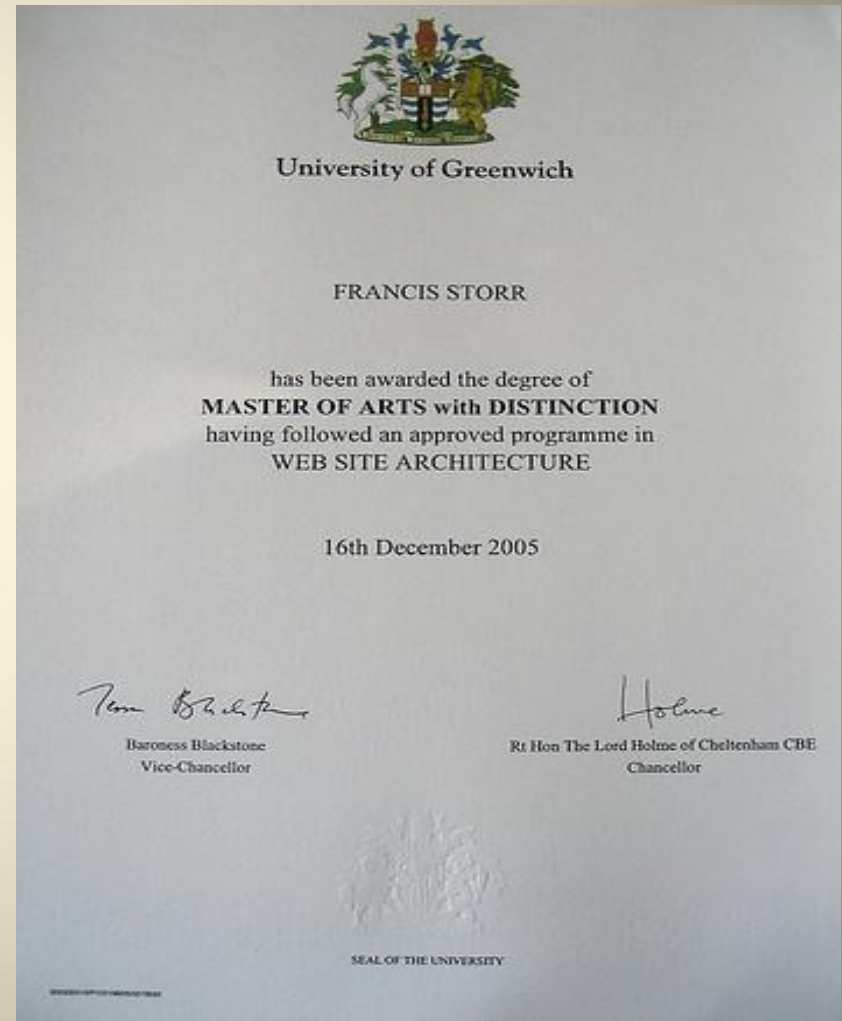 University of Greenwich
FRANCIS STORR
has been awarded the degree of
MASTER OF ARTS with DISTINCTION
having followed an approved programme in
WEB SITE ARCHITECTURE
16th December 2005
Holme
Baroness Blackstone
Vice-Chancellor
Rt Hon The Lord Holme of Cheltenham CBE
Chancellor
SEAL OF THE UNIVERSITY